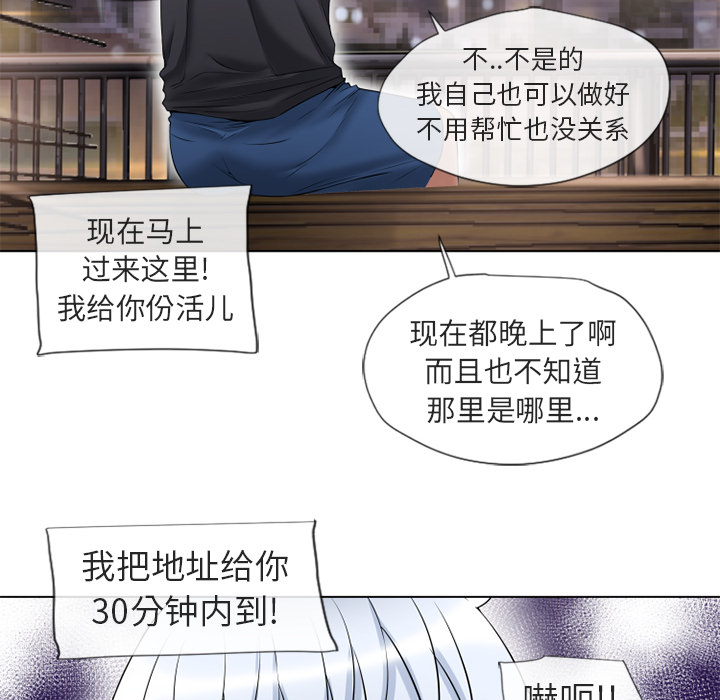 不..不是的
我自己也可以做好
不用帮忙也没关系
现在马上
过来这里!
我给你份活儿
现在都晚上了啊
而且也不知道
那里是哪里...
我把地址给你
30分钟内到!
嚇呃!!